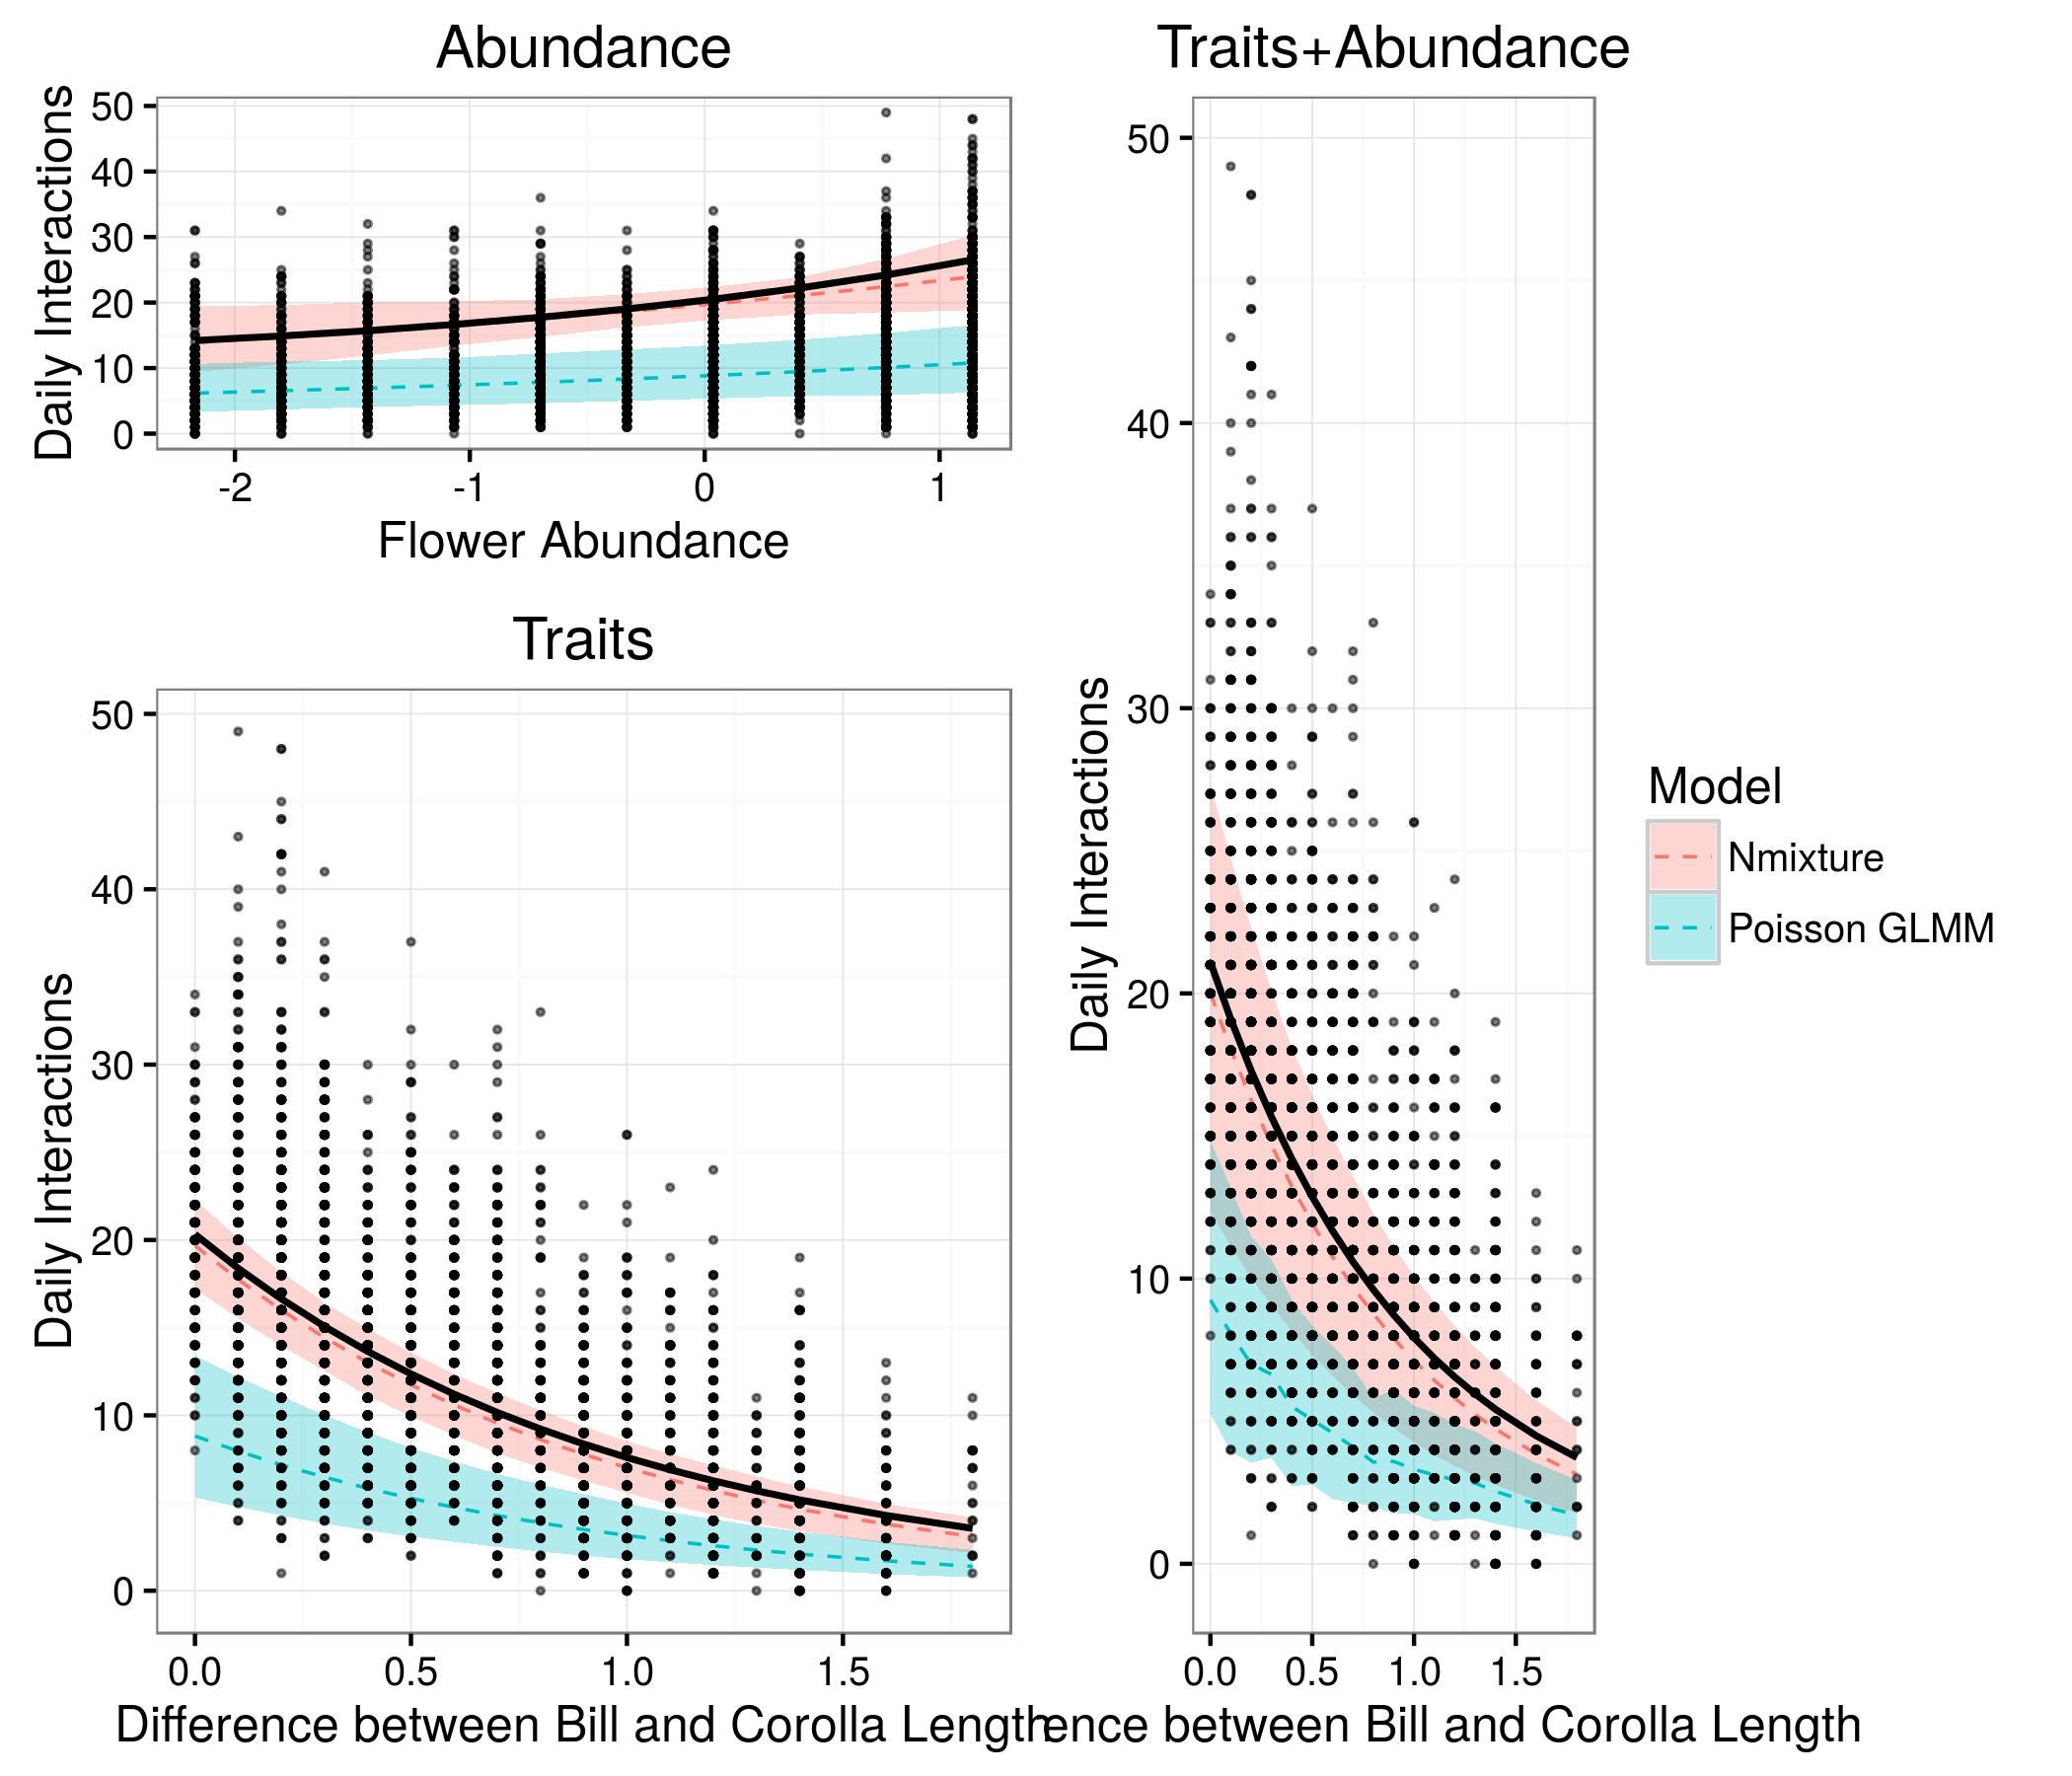 Abundance
Daily Interactions
50
40
30
20
10
0
-2 -1 0 1
Flower Abundance
Traits
Daily Interactions
50
40
30
20
10
0
0.0 0.5 1.0 1.5
Difference between Bill and Corolla Length
Traits+Abundance
Daily Interactions
50
40
30
20
10
0
0.0 0.5 1.0 1.5
ence between Bill and Corolla Length
Model
Nmixture
Poisson GLMM